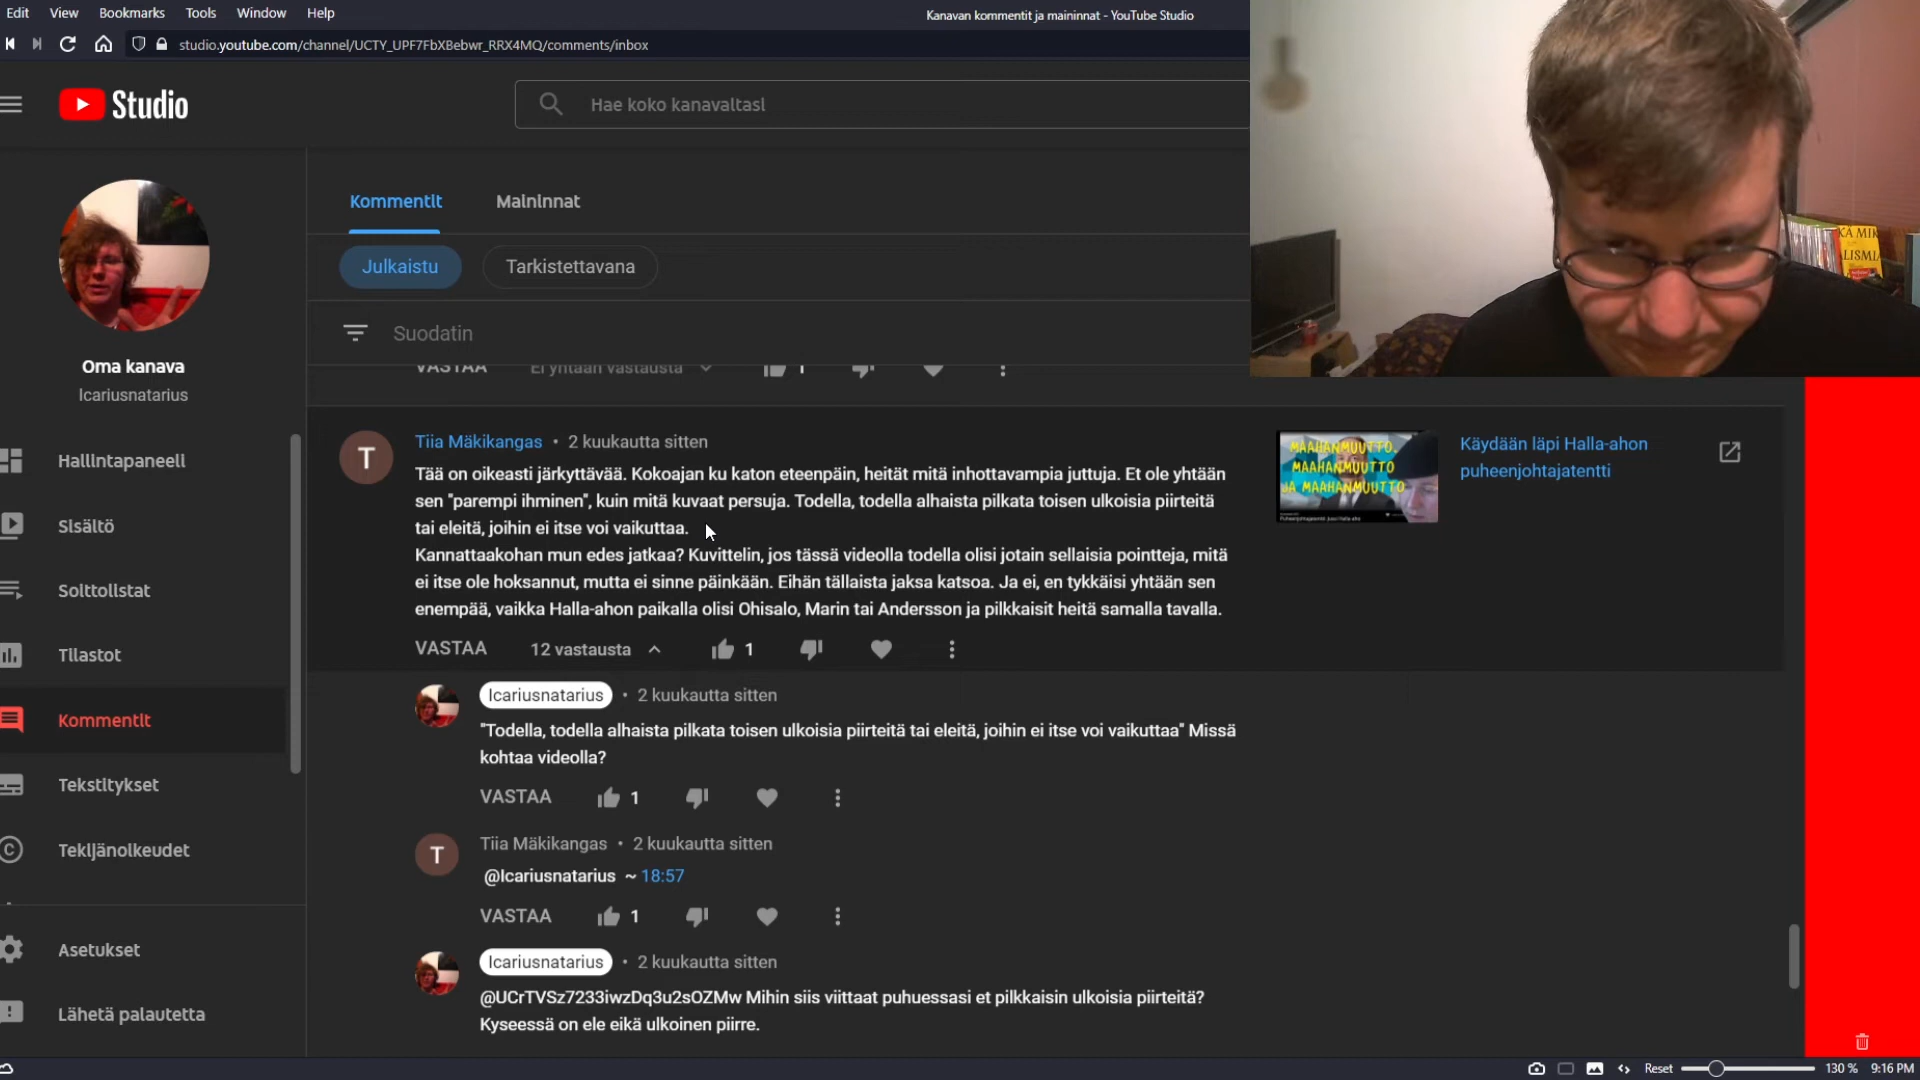 Edit View Bookmarks Tools Window Help
Kanavan kommentit ja maininnat - YouTube Studio
studio.youtube.com/channel/UCTY_UPF7FbXBebwr_RRX4MQ/comments/inbox
Studio
Hae koko kanavaltasi
Oma kanava
Icariusnatarius
Hallintapaneeli
Sisältö
Soittolistat
Tilastot
Kommentit
Tekstitykset
Tekijänoikeudet
Asetukset
Lähetä palautetta
Kommentit Maininnat
Julkaistu Tarkistettavana
Suodatin
VASTAA Ei yhtään vastausta 1
Tiia Mäkikangas • 2 kuukautta sitten
Tää on oikeasti järkyttävää. Kokoajan ku katon eteenpäin, heität mitä inhottavampia juttuja. Et ole yhtään
sen "parempi ihminen", kuin mitä kuvaat persuja. Todella, todella alhaista pilkata toisen ulkoisia piirteitä
tai eleitä, joihin ei itse voi vaikuttaa.
Kannattaakohan mun edes jatkaa? Kuvittelin, jos tässä videolla todella olisi jotain sellaisia pointteja, mitä
ei itse ole hoksannut, mutta ei sinne päinkään. Eihän tällaista jaksa katsoa. Ja ei, en tykkäisi yhtään sen
enempää, vaikka Halla-ahon paikalla olisi Ohisalo, Marin tai Andersson ja pilkkaisit heitä samalla tavalla.
VASTAA 12 vastausta 1
MAAHANMUUTTO,
MAAHANMUUTTO
JA MAAHANMUUTTO
Käydään läpi Halla-ahon
puheenjohtajatentti
Icariusnatarius • 2 kuukautta sitten
"Todella, todella alhaista pilkata toisen ulkoisia piirteitä tai eleitä, joihin ei itse voi vaikuttaa" Missä
kohtaa videolla?
VASTAA 1
Tiia Mäkikangas • 2 kuukautta sitten
@Icariusnatarius ~ 18:57
VASTAA 1
Icariusnatarius • 2 kuukautta sitten
@UCrTVSz7233iwzDq3u2sOZMw Mihin siis viittaat puhuessasi et pilkkaisin ulkoisia piirteitä?
Kyseessä on ele eikä ulkoinen piirre.
Reset 130 % 9:16 PM